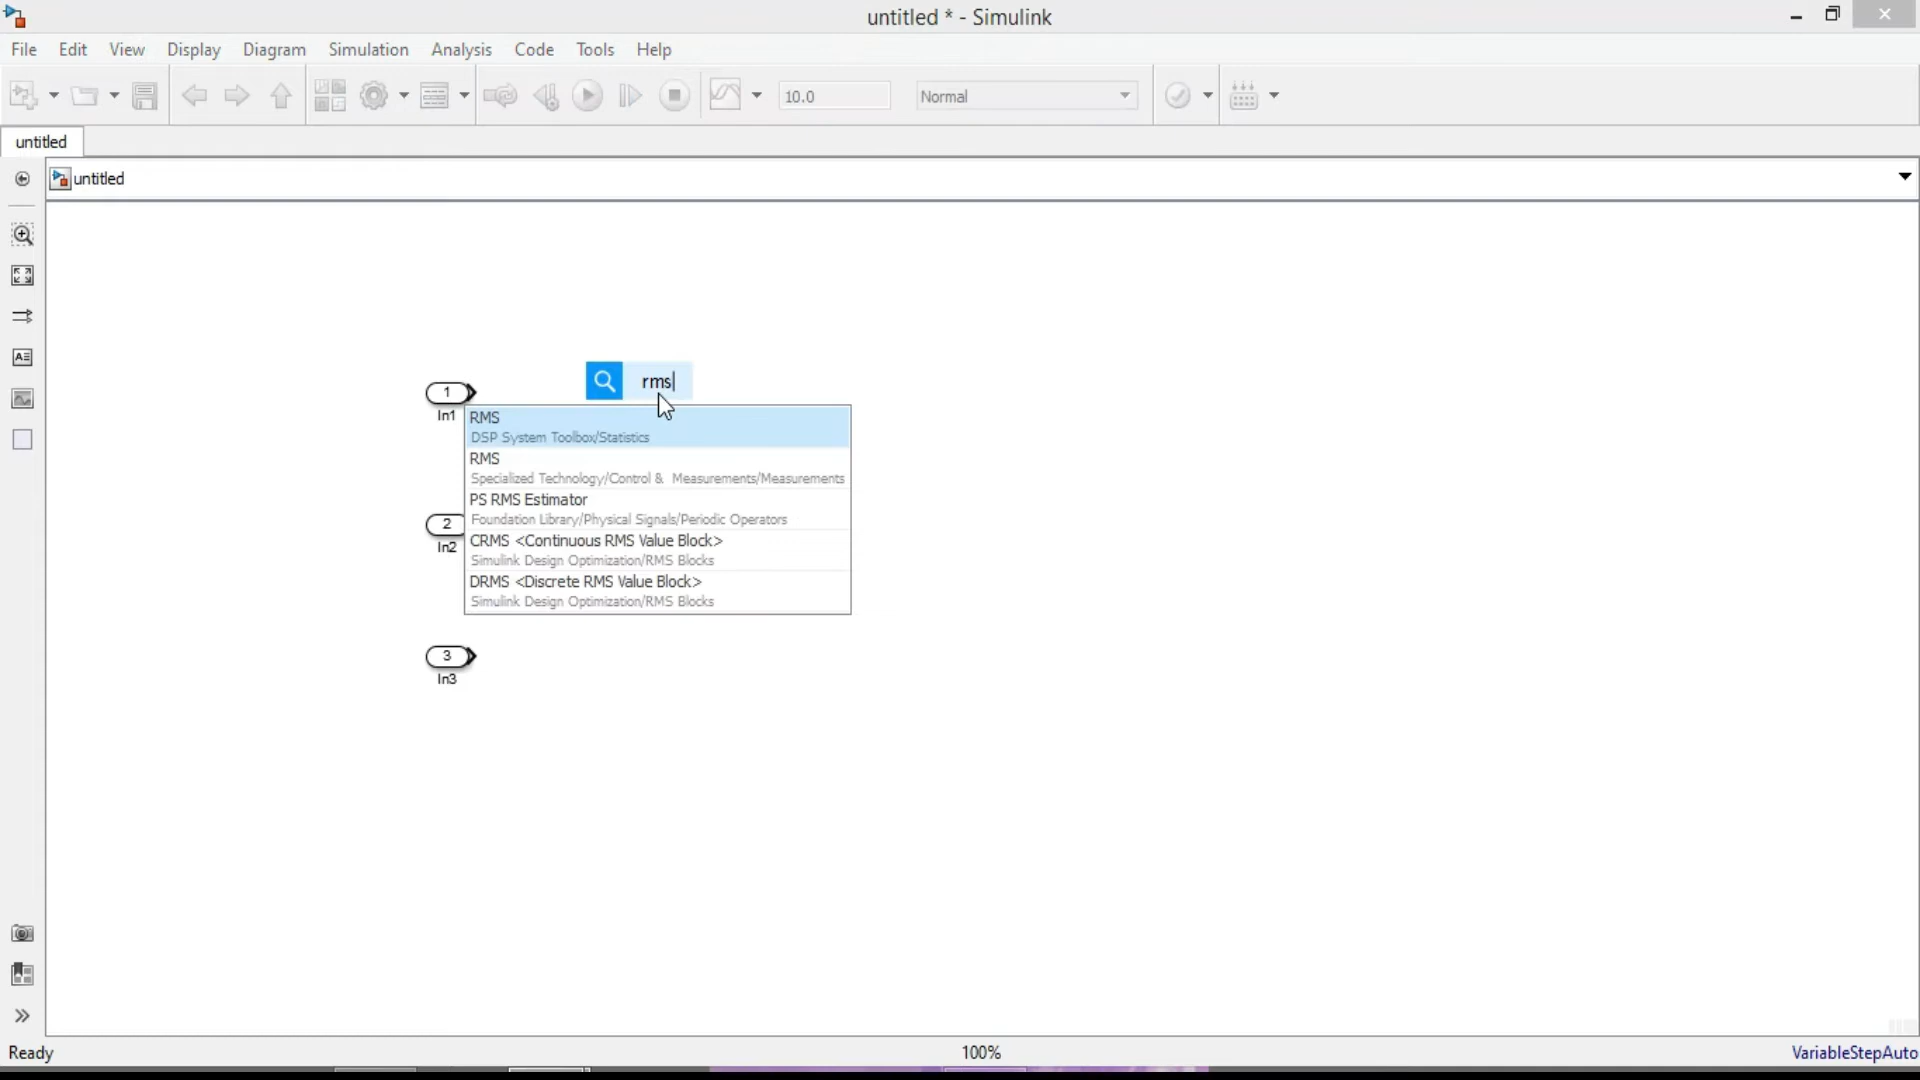 untitled * - Simulink
File Edit View Display Diagram Simulation Analysis Code Tools Help
10.0 Normal
untitled
untitled
rms
1
In1
RMS
DSP System Toolbox/Statistics
RMS
Specialized Technology/Control & Measurements/Measurements
PS RMS Estimator
Foundation Library/Physical Signals/Periodic Operators
2
In2
CRMS <Continuous RMS Value Block>
Simulink Design Optimization/RMS Blocks
DRMS <Discrete RMS Value Block>
Simulink Design Optimization/RMS Blocks
3
In3
Ready 100% VariableStepAuto